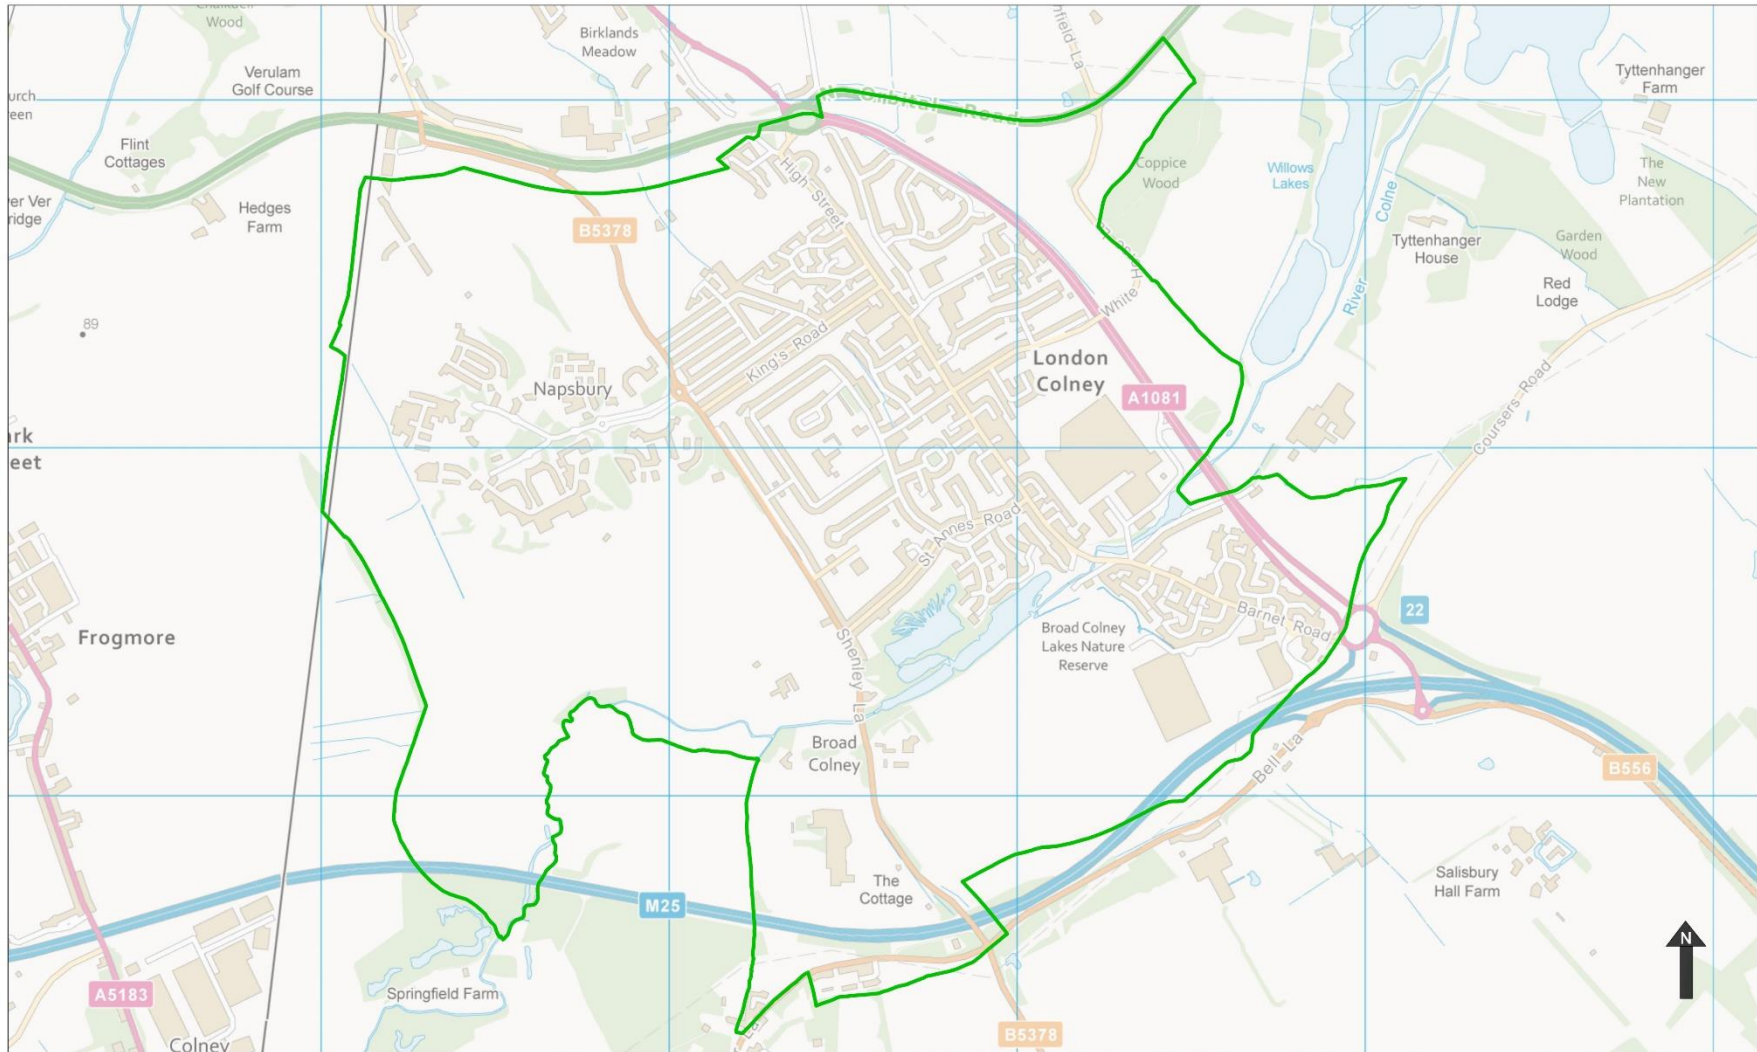 Wood
Birklands
Meadow
Verulam
Golf Course
Tyttenhanger
Farm
Flint
Cottages
Hedges
Farm
High Street
B5378
Coppice
Wood
Willows
Lakes
River
Colne
The
New
Plantation
Tyttenhanger
House
Garden
Wood
Red
Lodge
White
89
King's Road
London
Colney
Napsbury
A1081
Coursers Road
St Annes Road
Frogmore
22
Barnet Road
Broad Colney
Lakes Nature
Reserve
Shenley La
Broad
Colney
Bell La
B556
The
Cottage
Salisbury
Hall Farm
M25
N
A5183
Springfield Farm
B5378
Colney